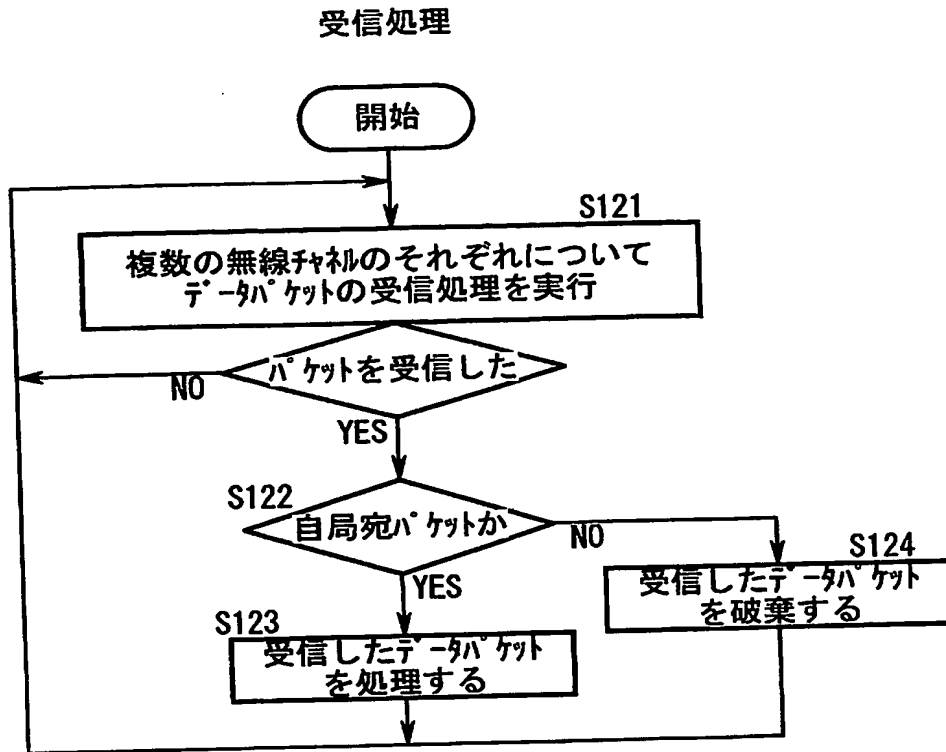 受信処理
開始
S121
複数の無線ﾁｬﾈﾙのそれぞれについて
ﾃﾞｰﾀﾊﾟｹｯﾄの受信処理を実行
ﾊﾟｹｯﾄを受信した
NO
YES
S122
自局宛ﾊﾟｹｯﾄか
NO
YES
S124
受信したﾃﾞｰﾀﾊﾟｹｯﾄ
を破棄する
S123
受信したﾃﾞｰﾀﾊﾟｹｯﾄ
を処理する